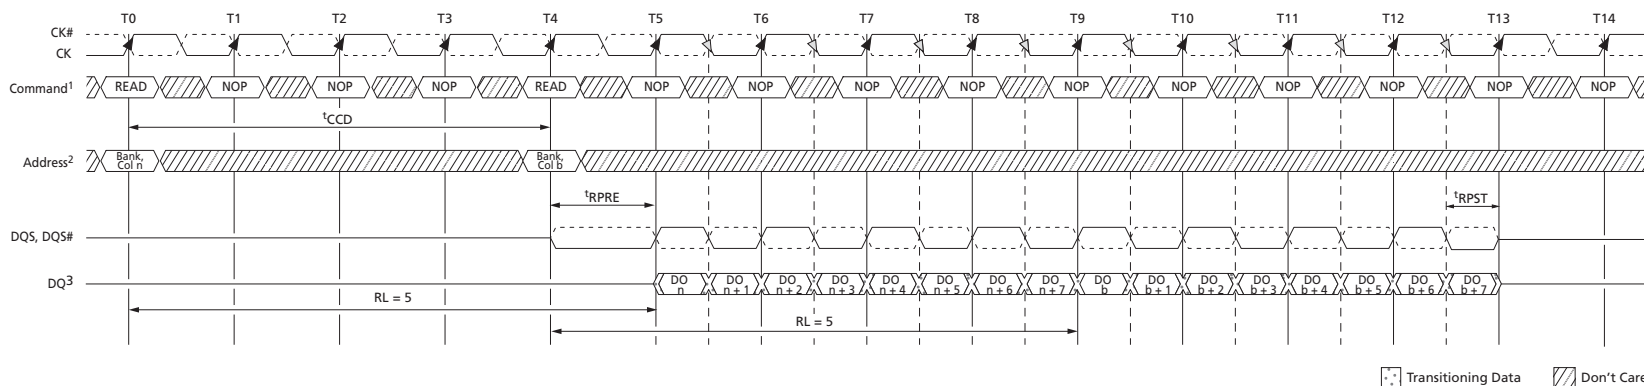 T0 T1 T2 T3 T4 T5 T6 T7 T8 T9 T10 T11 T12 T13 T14
CK#
CK
Command1 READ NOP NOP NOP READ NOP NOP NOP NOP NOP NOP NOP NOP NOP NOP
tCCD
Address2 Bank, Col n Bank, Col b
tRPRE tRPST
DQS, DQS#
DQ3 DO n DO n + 1 DO n + 2 DO n + 3 DO n + 4 DO n + 5 DO n + 6 DO n + 7 DO b DO b + 1 DO b + 2 DO b + 3 DO b + 4 DO b + 5 DO b + 6 DO b + 7
RL = 5
RL = 5
Transitioning Data Don't Care